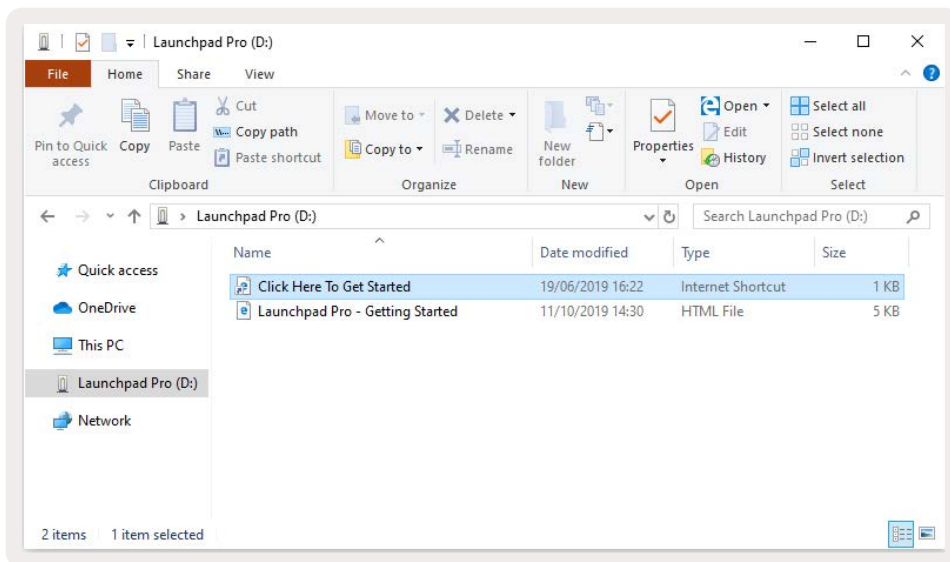 Launchpad Pro (D:)
File Home Share View
Pin to Quick access
Copy
Paste
Cut
Copy path
Paste shortcut
Clipboard
Move to
Copy to
Delete
Rename
Organize
New folder
New
Properties
Open
Edit
History
Open
Select all
Select none
Invert selection
Select
Launchpad Pro (D:)
Search Launchpad Pro (D:)
Quick access
OneDrive
This PC
Launchpad Pro (D:)
Network
Name Date modified Type Size
Click Here To Get Started 19/06/2019 16:22 Internet Shortcut 1 KB
Launchpad Pro - Getting Started 11/10/2019 14:30 HTML File 5 KB
2 items 1 item selected